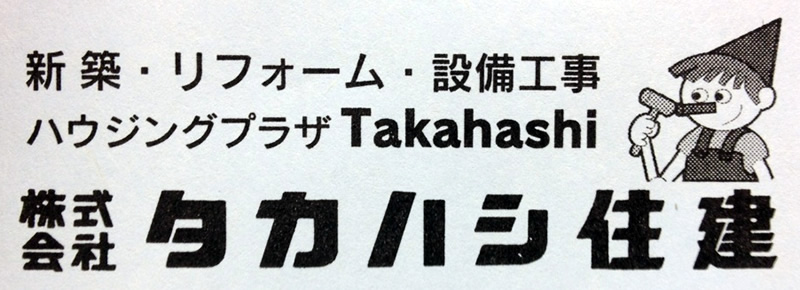 新築・リフォーム・設備工事
ハウジングプラザ Takahashi
株式会社 タカハシ住建